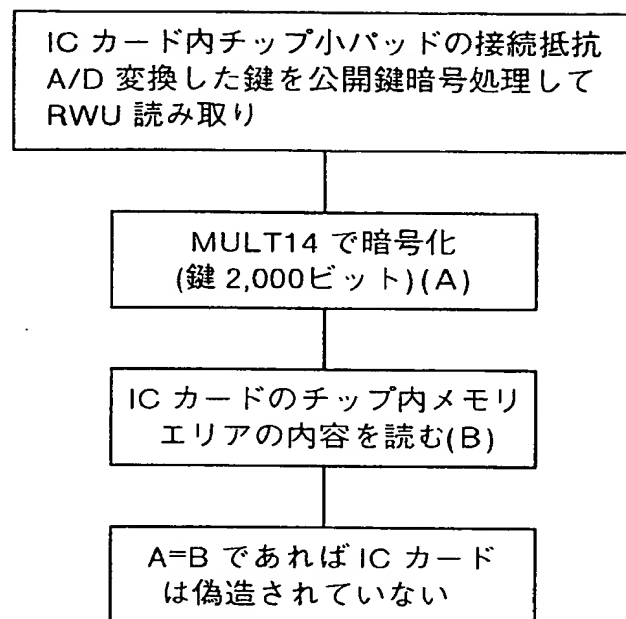 IC カード内チップ小パッドの接続抵抗
A/D 変換した鍵を公開鍵暗号処理して
RWU 読み取り
MULT14 で暗号化
(鍵 2,000ビット)(A)
IC カードのチップ内メモリ
エリアの内容を読む(B)
A=B であれば IC カード
は偽造されていない